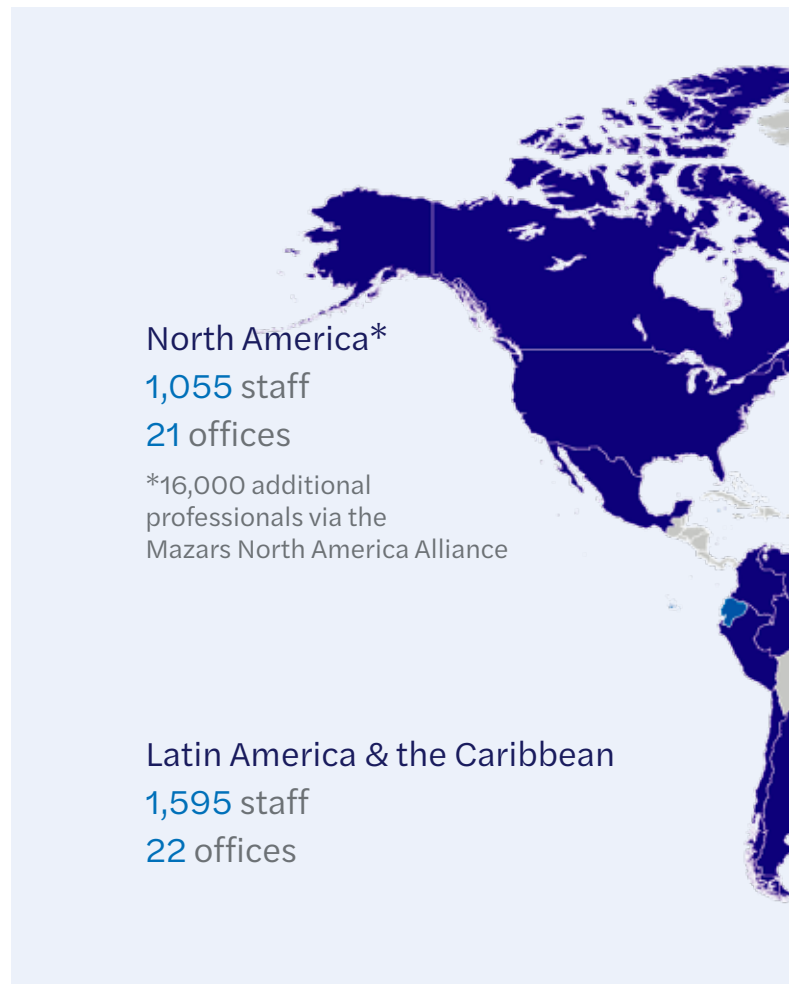 North America*
1,055 staff
21 offices
*16,000 additional
professionals via the
Mazars North America Alliance
Latin America & the Caribbean
1,595 staff
22 offices